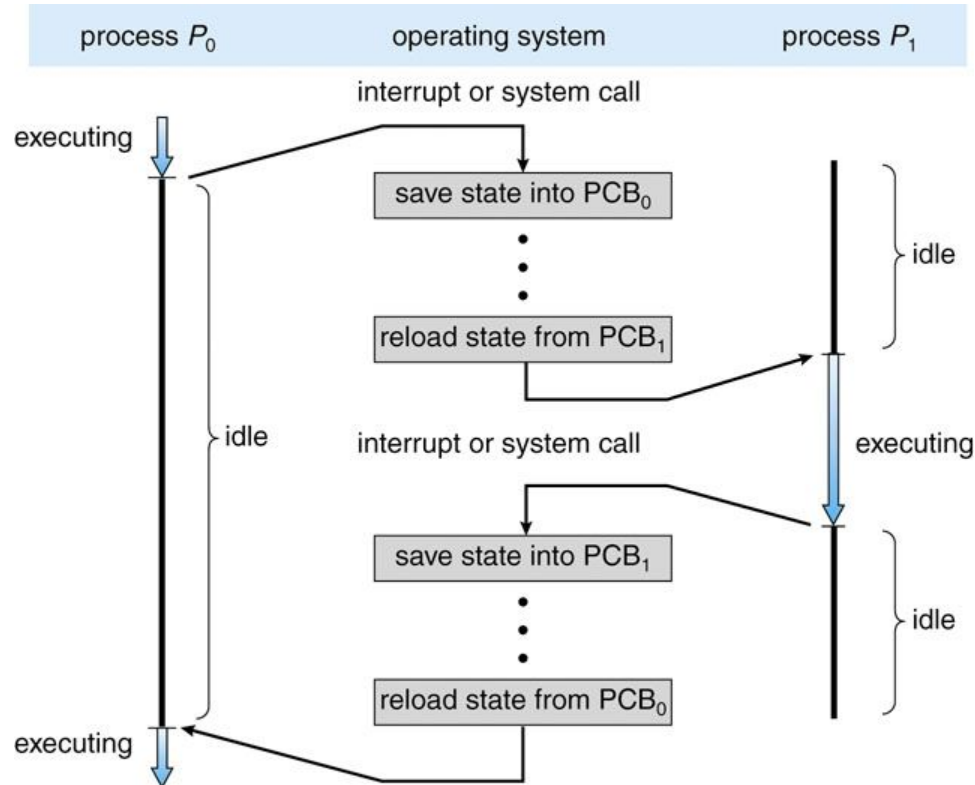 process P₀ operating system process P₁
interrupt or system call
executing
save state into PCB₀
idle
reload state from PCB₁
idle
interrupt or system call
executing
save state into PCB₁
idle
reload state from PCB₀
executing